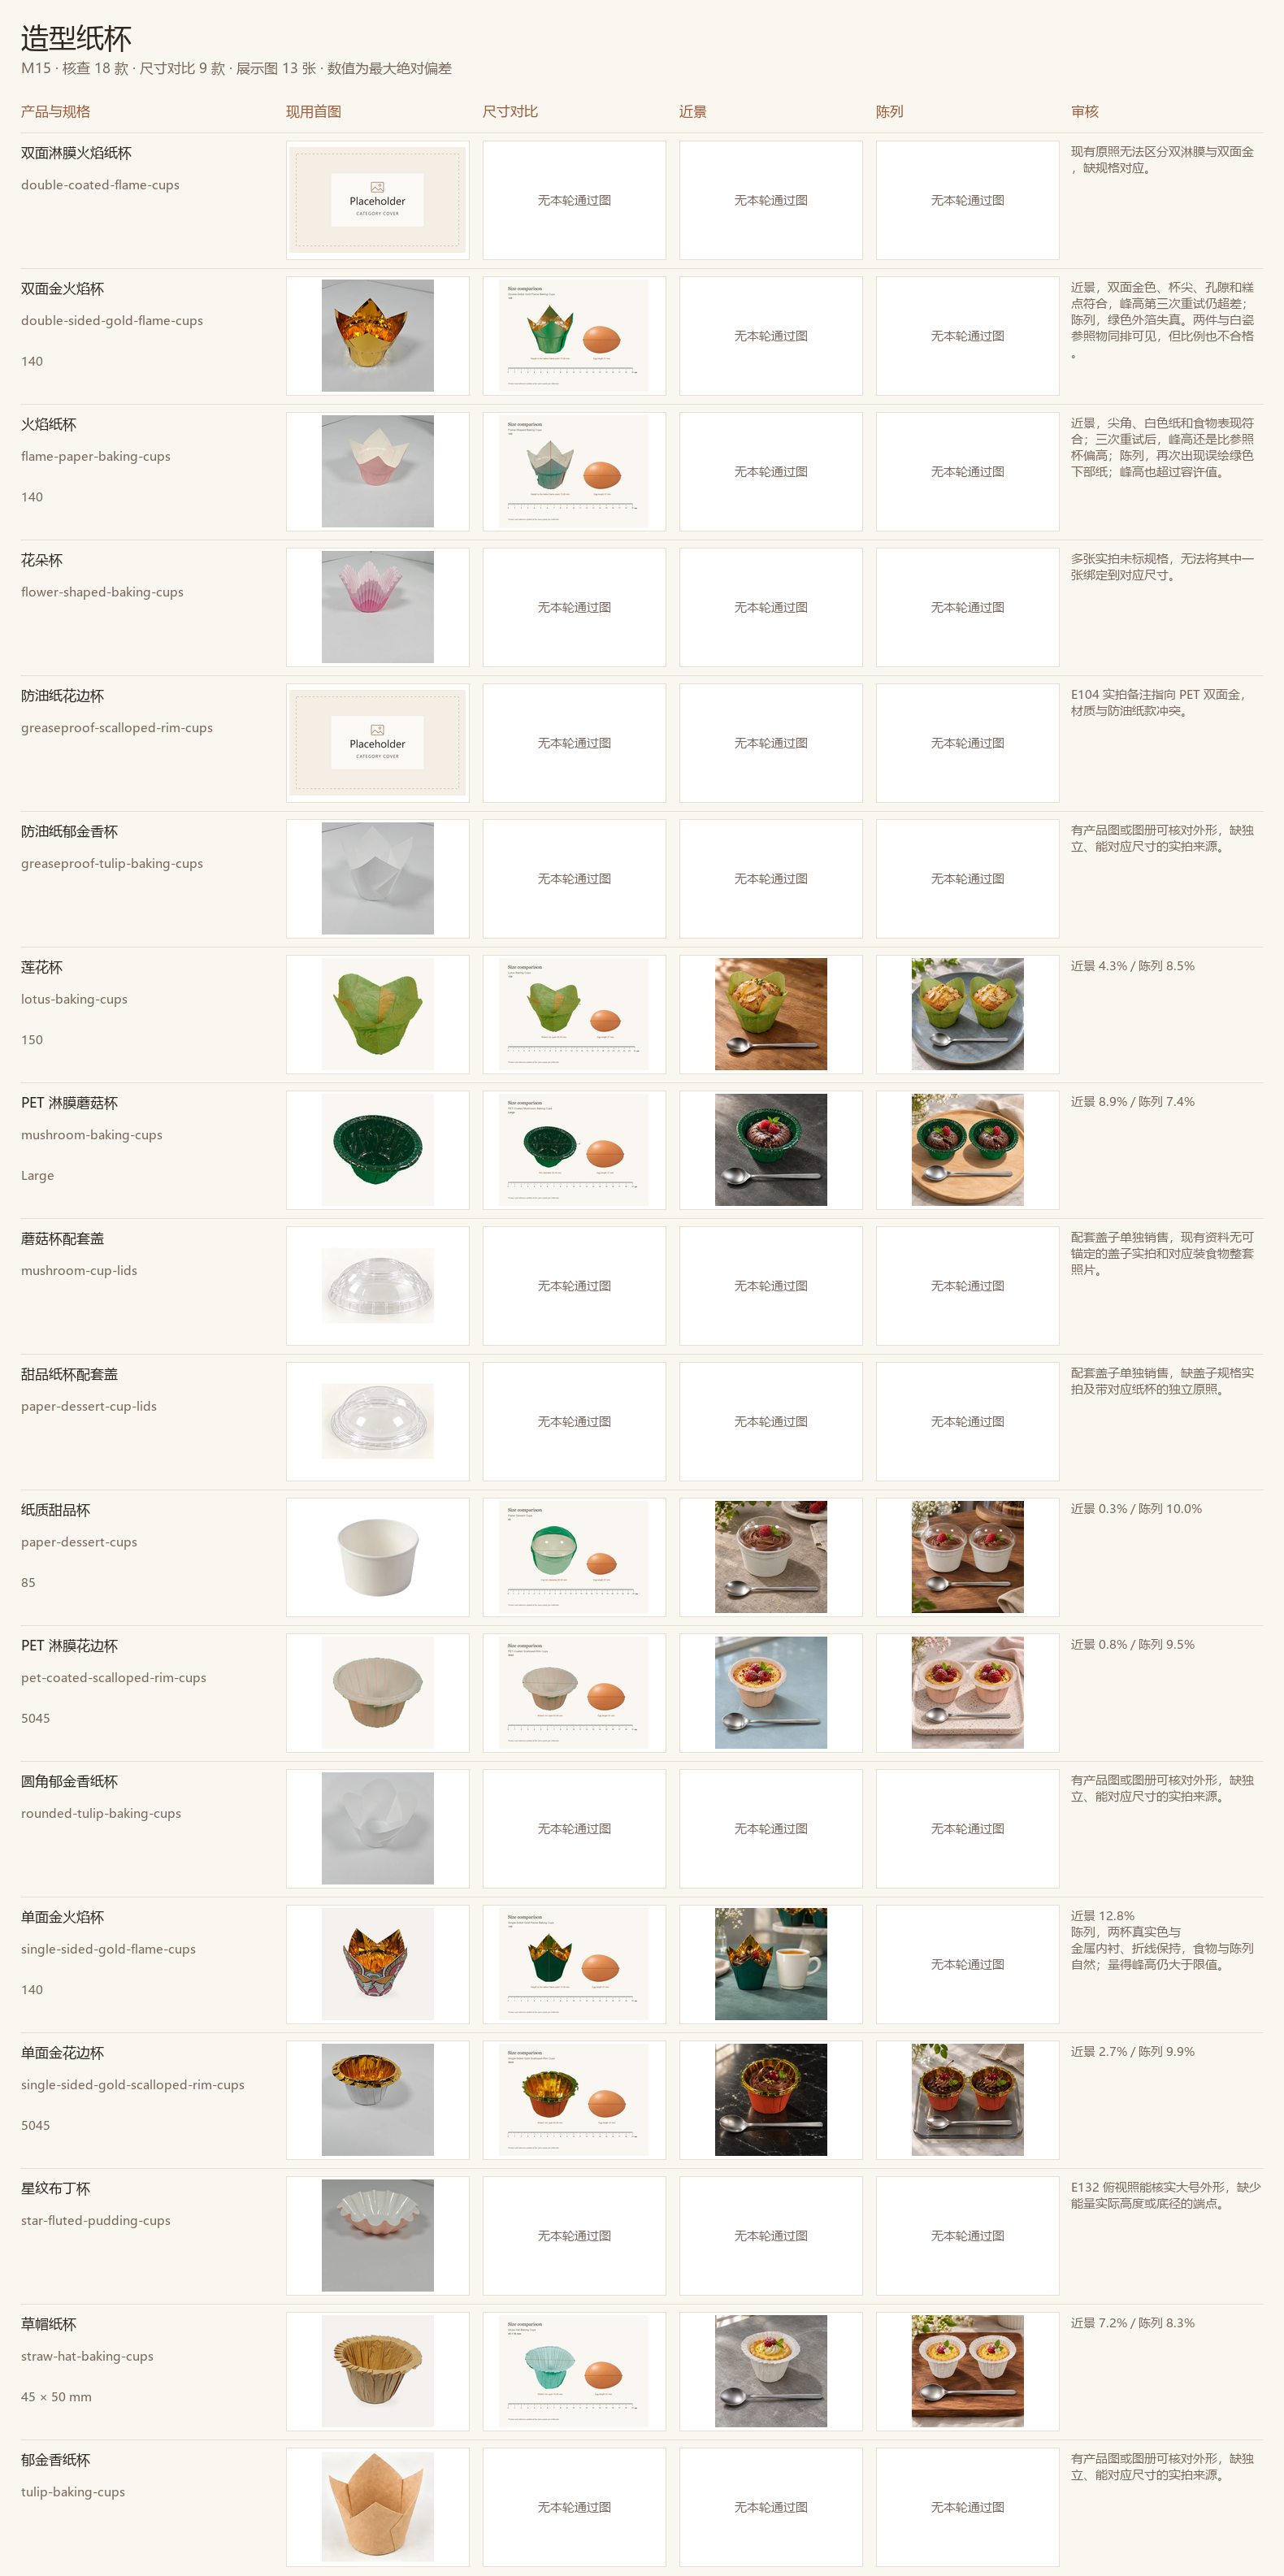 造型纸杯
M15 · 核查 18 款 · 尺寸对比 9 款 · 展示图 13 张 · 数值为最大绝对偏差
产品与规格
现用首图
尺寸对比
近景
陈列
审核
双面淋膜火焰纸杯
double-coated-flame-cups
Placeholder
CATEGORY COVER
无本轮通过图
无本轮通过图
无本轮通过图
现有原照无法区分双淋膜与双面金
，缺规格对应。
双面金火焰杯
double-sided-gold-flame-cups
140
Size comparison
无本轮通过图
无本轮通过图
近景，双面金色、杯尖、孔隙和糕
点符合，峰高第三次重试仍超差；
陈列，绿色外箔失真。两件与白瓷
参照物同排可见，但比例也不合格
。
火焰纸杯
flame-paper-baking-cups
140
Size comparison
无本轮通过图
无本轮通过图
近景，尖角、白色纸和食物表现符
合；三次重试后，峰高还是比参照
杯偏高；陈列，再次出现误绘绿色
下部纸；峰高也超过容许值。
花朵杯
flower-shaped-baking-cups
无本轮通过图
无本轮通过图
无本轮通过图
多张实拍未标规格，无法将其中一
张绑定到对应尺寸。
防油纸花边杯
greaseproof-scalloped-rim-cups
Placeholder
CATEGORY COVER
无本轮通过图
无本轮通过图
无本轮通过图
E104 实拍备注指向 PET 双面金，
材质与防油纸款冲突。
防油纸郁金香杯
greaseproof-tulip-baking-cups
无本轮通过图
无本轮通过图
无本轮通过图
有产品图或图册可核对外形，缺独
立、能对应尺寸的实拍来源。
莲花杯
lotus-baking-cups
150
Size comparison
近景 4.3% / 陈列 8.5%
PET 淋膜蘑菇杯
mushroom-baking-cups
Large
Size comparison
近景 8.9% / 陈列 7.4%
蘑菇杯配套盖
mushroom-cup-lids
无本轮通过图
无本轮通过图
无本轮通过图
配套盖子单独销售，现有资料无可
锚定的盖子实拍和对应装食物整套
照片。
甜品纸杯配套盖
paper-dessert-cup-lids
无本轮通过图
无本轮通过图
无本轮通过图
配套盖子单独销售，缺盖子规格实
拍及带对应纸杯的独立原照。
纸质甜品杯
paper-dessert-cups
85
Size comparison
近景 0.3% / 陈列 10.0%
PET 淋膜花边杯
pet-coated-scalloped-rim-cups
5045
Size comparison
近景 0.8% / 陈列 9.5%
圆角郁金香纸杯
rounded-tulip-baking-cups
无本轮通过图
无本轮通过图
无本轮通过图
有产品图或图册可核对外形，缺独
立、能对应尺寸的实拍来源。
单面金火焰杯
single-sided-gold-flame-cups
140
Size comparison
无本轮通过图
近景 12.8%
陈列，两杯真实色与
金属内衬、折线保持，食物与陈列
自然；量得峰高仍大于限值。
单面金花边杯
single-sided-gold-scalloped-rim-cups
5045
Size comparison
近景 2.7% / 陈列 9.9%
星纹布丁杯
star-fluted-pudding-cups
无本轮通过图
无本轮通过图
无本轮通过图
E132 俯视照能核实大号外形，缺少
能量实际高度或底径的端点。
草帽纸杯
straw-hat-baking-cups
45 × 50 mm
Size comparison
近景 7.2% / 陈列 8.3%
郁金香纸杯
tulip-baking-cups
无本轮通过图
无本轮通过图
无本轮通过图
有产品图或图册可核对外形，缺独
立、能对应尺寸的实拍来源。